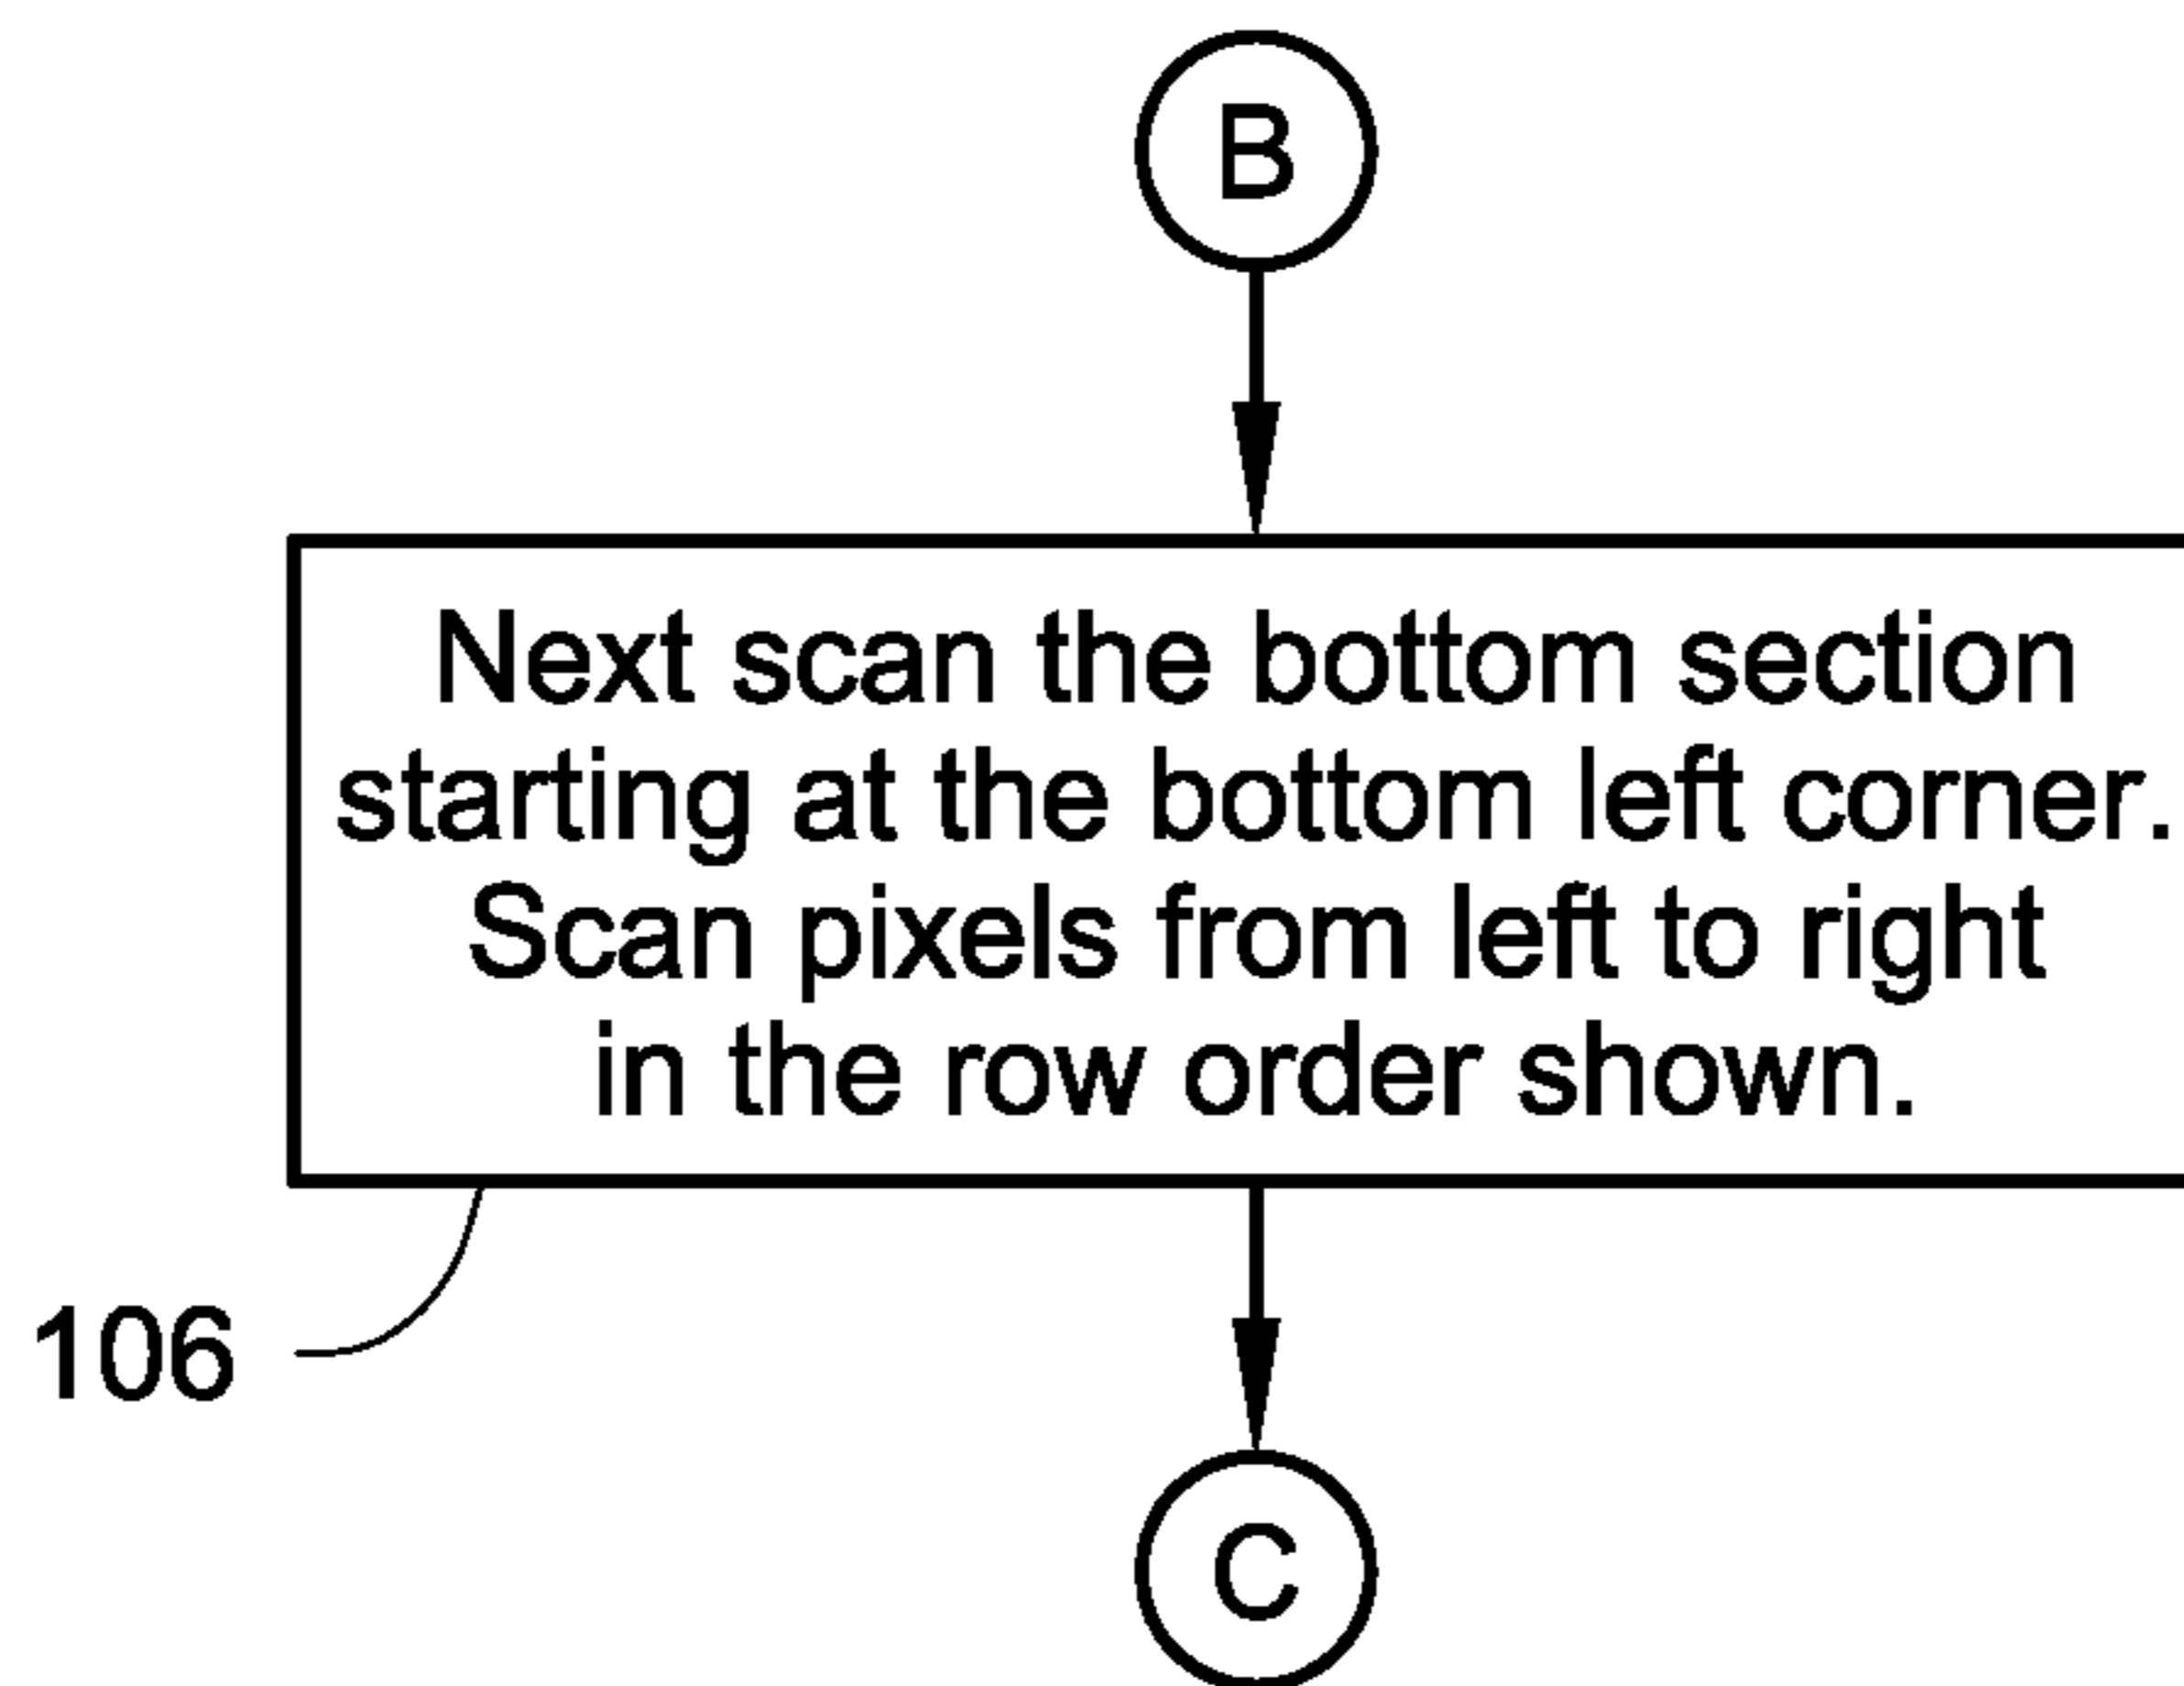 B
Next scan the bottom section
starting at the bottom left corner.
Scan pixels from left to right
in the row order shown.
106
C